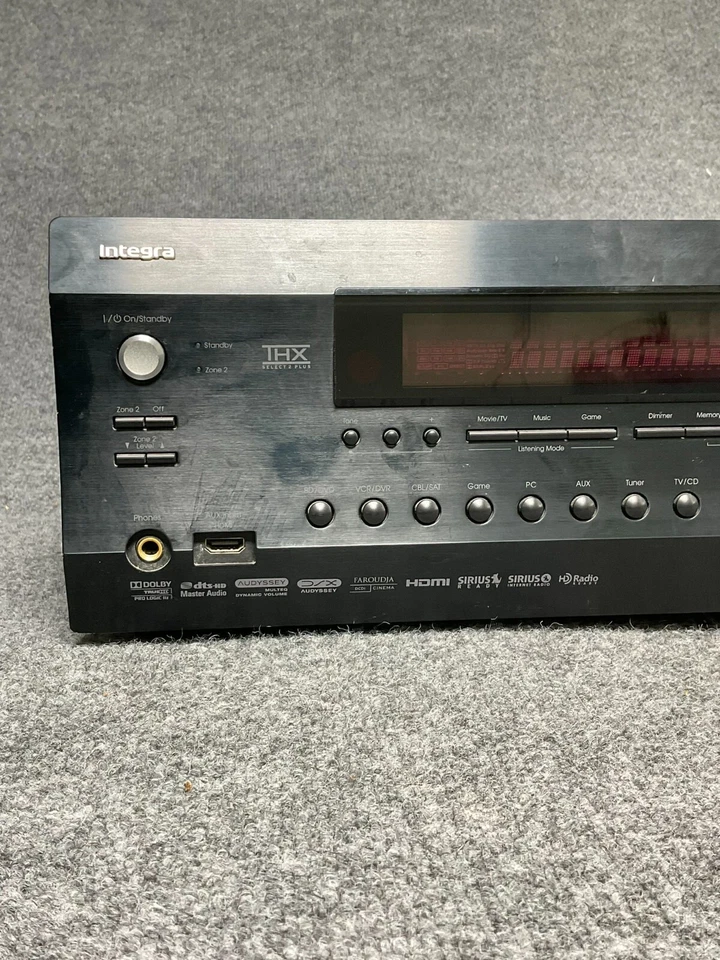 Integra
I/⏻ On/Standby
Standby
Zone 2
THX
SELECT 2 PLUS
Zone 2 Off
Zone 2
▼ Level ▲
Movie/TV Music Game
Listening Mode
Dimmer Memory
VCR/DVR CBL/SAT Game PC AUX Tuner TV/CD
Phones
AUX
DOLBY
TRUEHD
PRO LOGIC IIz
dts-HD
Master Audio
AUDYSSEY
MULTEQ
DYNAMIC VOLUME
DSX
AUDYSSEY
FAROUDJA
DCDi CINEMA
HDMI
SIRIUS
READY
SIRIUS
INTERNET RADIO
HD Radio